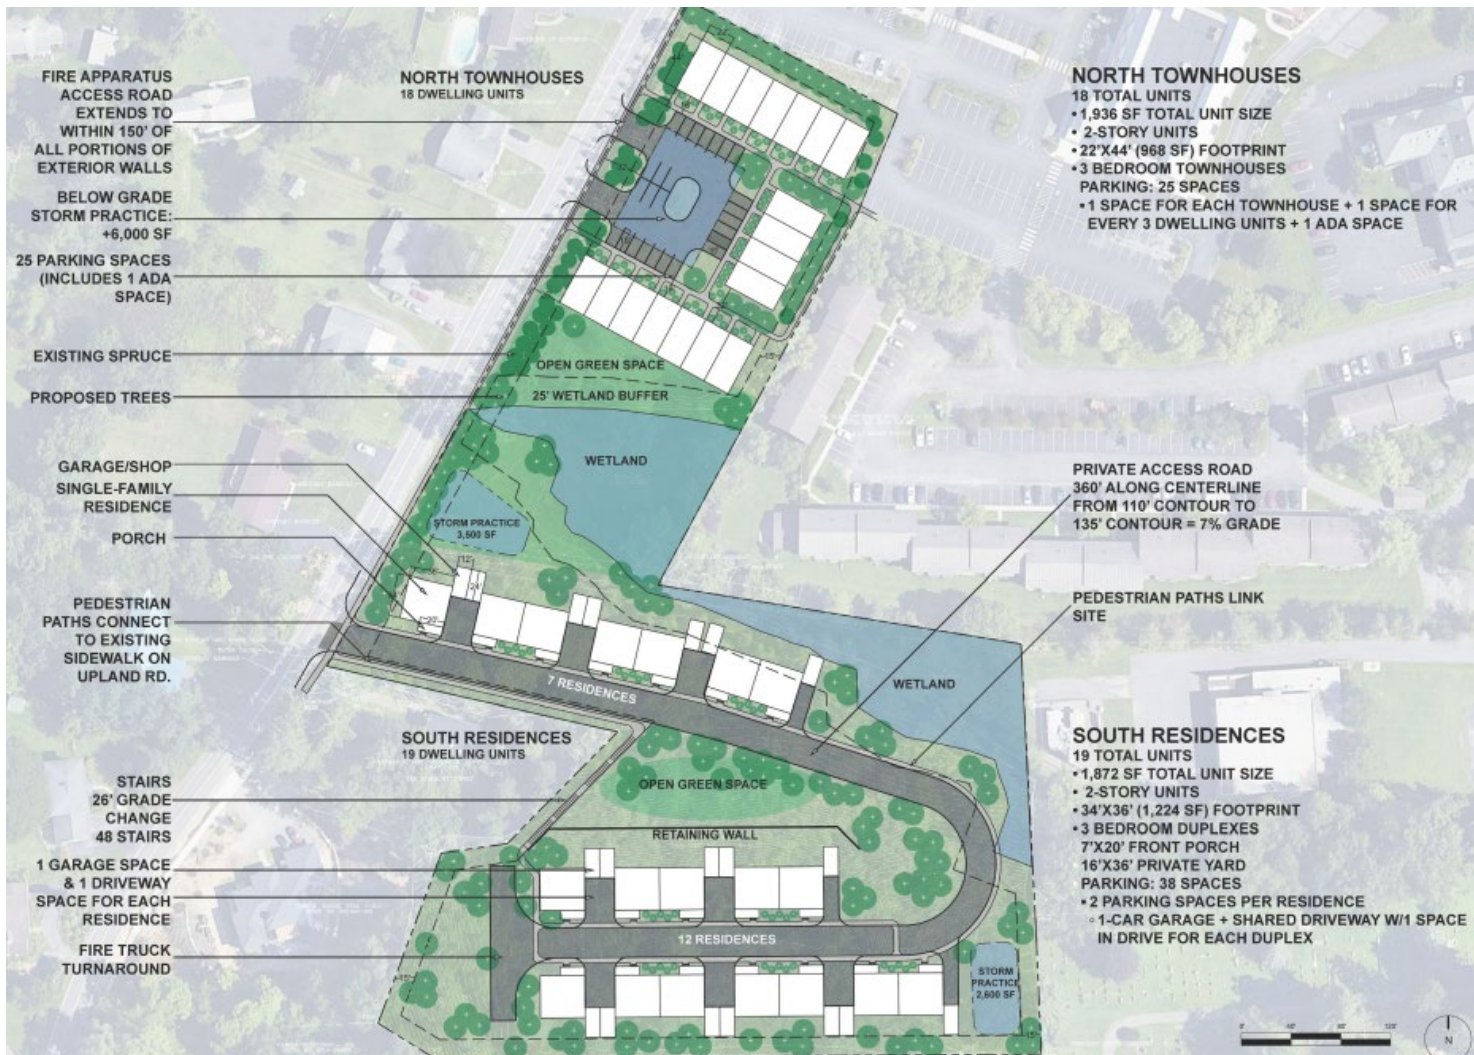 FIRE APPARATUS
ACCESS ROAD
EXTENDS TO
WITHIN 150' OF
ALL PORTIONS OF
EXTERIOR WALLS
BELOW GRADE
STORM PRACTICE:
+6,000 SF
25 PARKING SPACES
(INCLUDES 1 ADA
SPACE)
EXISTING SPRUCE
PROPOSED TREES
GARAGE/SHOP
SINGLE-FAMILY
RESIDENCE
PORCH
PEDESTRIAN
PATHS CONNECT
TO EXISTING
SIDEWALK ON
UPLAND RD.
STAIRS
26' GRADE
CHANGE
48 STAIRS
1 GARAGE SPACE
& 1 DRIVEWAY
SPACE FOR EACH
RESIDENCE
FIRE TRUCK
TURNAROUND
NORTH TOWNHOUSES
18 DWELLING UNITS
OPEN GREEN SPACE
25' WETLAND BUFFER
WETLAND
STORM PRACTICE
3,500 SF
12'
24'
20'
7 RESIDENCES
WETLAND
SOUTH RESIDENCES
19 DWELLING UNITS
OPEN GREEN SPACE
RETAINING WALL
12 RESIDENCES
STORM
PRACTICE
2,600 SF
15'
15'
15'
NORTH TOWNHOUSES
18 TOTAL UNITS
• 1,936 SF TOTAL UNIT SIZE
• 2-STORY UNITS
• 22'X44' (968 SF) FOOTPRINT
• 3 BEDROOM TOWNHOUSES
PARKING: 25 SPACES
• 1 SPACE FOR EACH TOWNHOUSE + 1 SPACE FOR
EVERY 3 DWELLING UNITS + 1 ADA SPACE
PRIVATE ACCESS ROAD
360' ALONG CENTERLINE
FROM 110' CONTOUR TO
135' CONTOUR = 7% GRADE
PEDESTRIAN PATHS LINK
SITE
SOUTH RESIDENCES
19 TOTAL UNITS
• 1,872 SF TOTAL UNIT SIZE
• 2-STORY UNITS
• 34'X36' (1,224 SF) FOOTPRINT
• 3 BEDROOM DUPLEXES
7'X20' FRONT PORCH
16'X36' PRIVATE YARD
PARKING: 38 SPACES
• 2 PARKING SPACES PER RESIDENCE
◦ 1-CAR GARAGE + SHARED DRIVEWAY W/1 SPACE
IN DRIVE FOR EACH DUPLEX
N